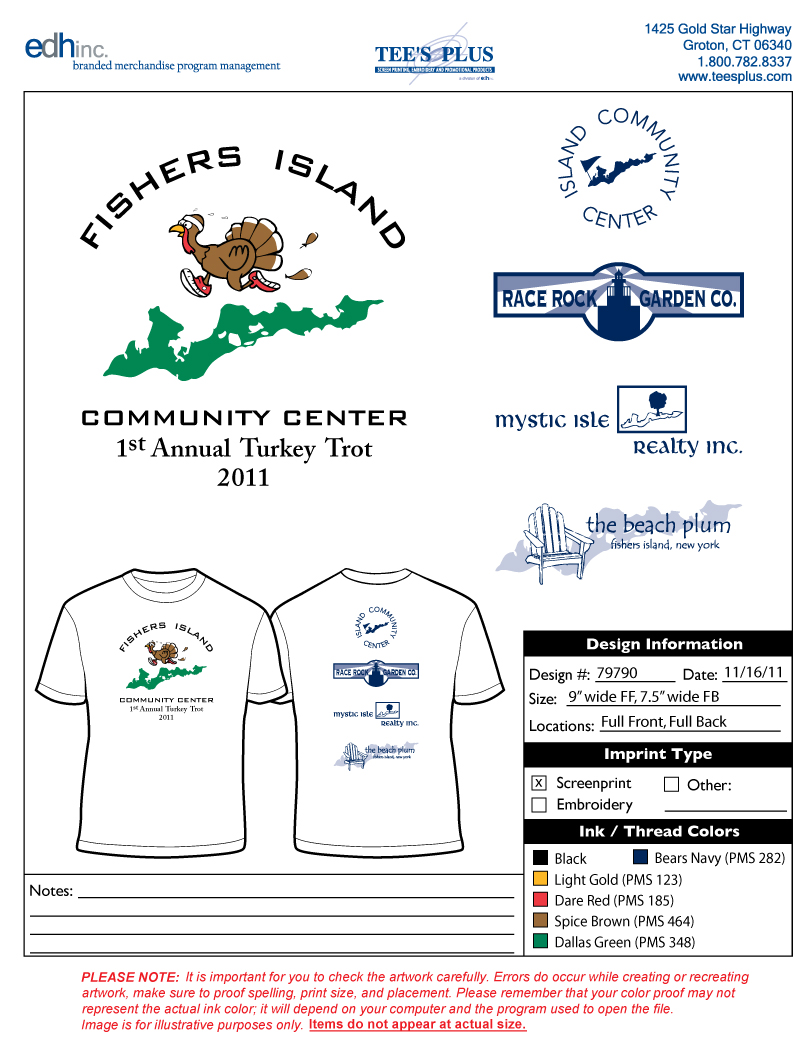 edhinc.
branded merchandise program management
TEE'S PLUS
SCREEN PRINTING, EMBROIDERY AND PROMOTIONAL PRODUCTS
a division of edh inc.
1425 Gold Star Highway
Groton, CT 06340
1.800.782.8337
www.teesplus.com
FISHERS ISLAND
COMMUNITY CENTER
1st Annual Turkey Trot
2011
ISLAND COMMUNITY
CENTER
RACE ROCK GARDEN CO.
mystic isle
Realty inc.
the beach plum
fishers island, new york
FISHERS ISLAND
COMMUNITY CENTER
1st Annual Turkey Trot
2011
ISLAND COMMUNITY
CENTER
RACE ROCK GARDEN CO.
mystic isle
Realty inc.
the beach plum
fishers island, new york
Design Information
Design #: 79790 Date: 11/16/11
Size: 9” wide FF, 7.5” wide FB
Locations: Full Front, Full Back
Imprint Type
X Screenprint Other:
Embroidery
Ink / Thread Colors
Black Bears Navy (PMS 282)
Light Gold (PMS 123)
Dare Red (PMS 185)
Spice Brown (PMS 464)
Dallas Green (PMS 348)
Notes:
PLEASE NOTE: It is important for you to check the artwork carefully. Errors do occur while creating or recreating
artwork, make sure to proof spelling, print size, and placement. Please remember that your color proof may not
represent the actual ink color; it will depend on your computer and the program used to open the file.
Image is for illustrative purposes only. Items do not appear at actual size.